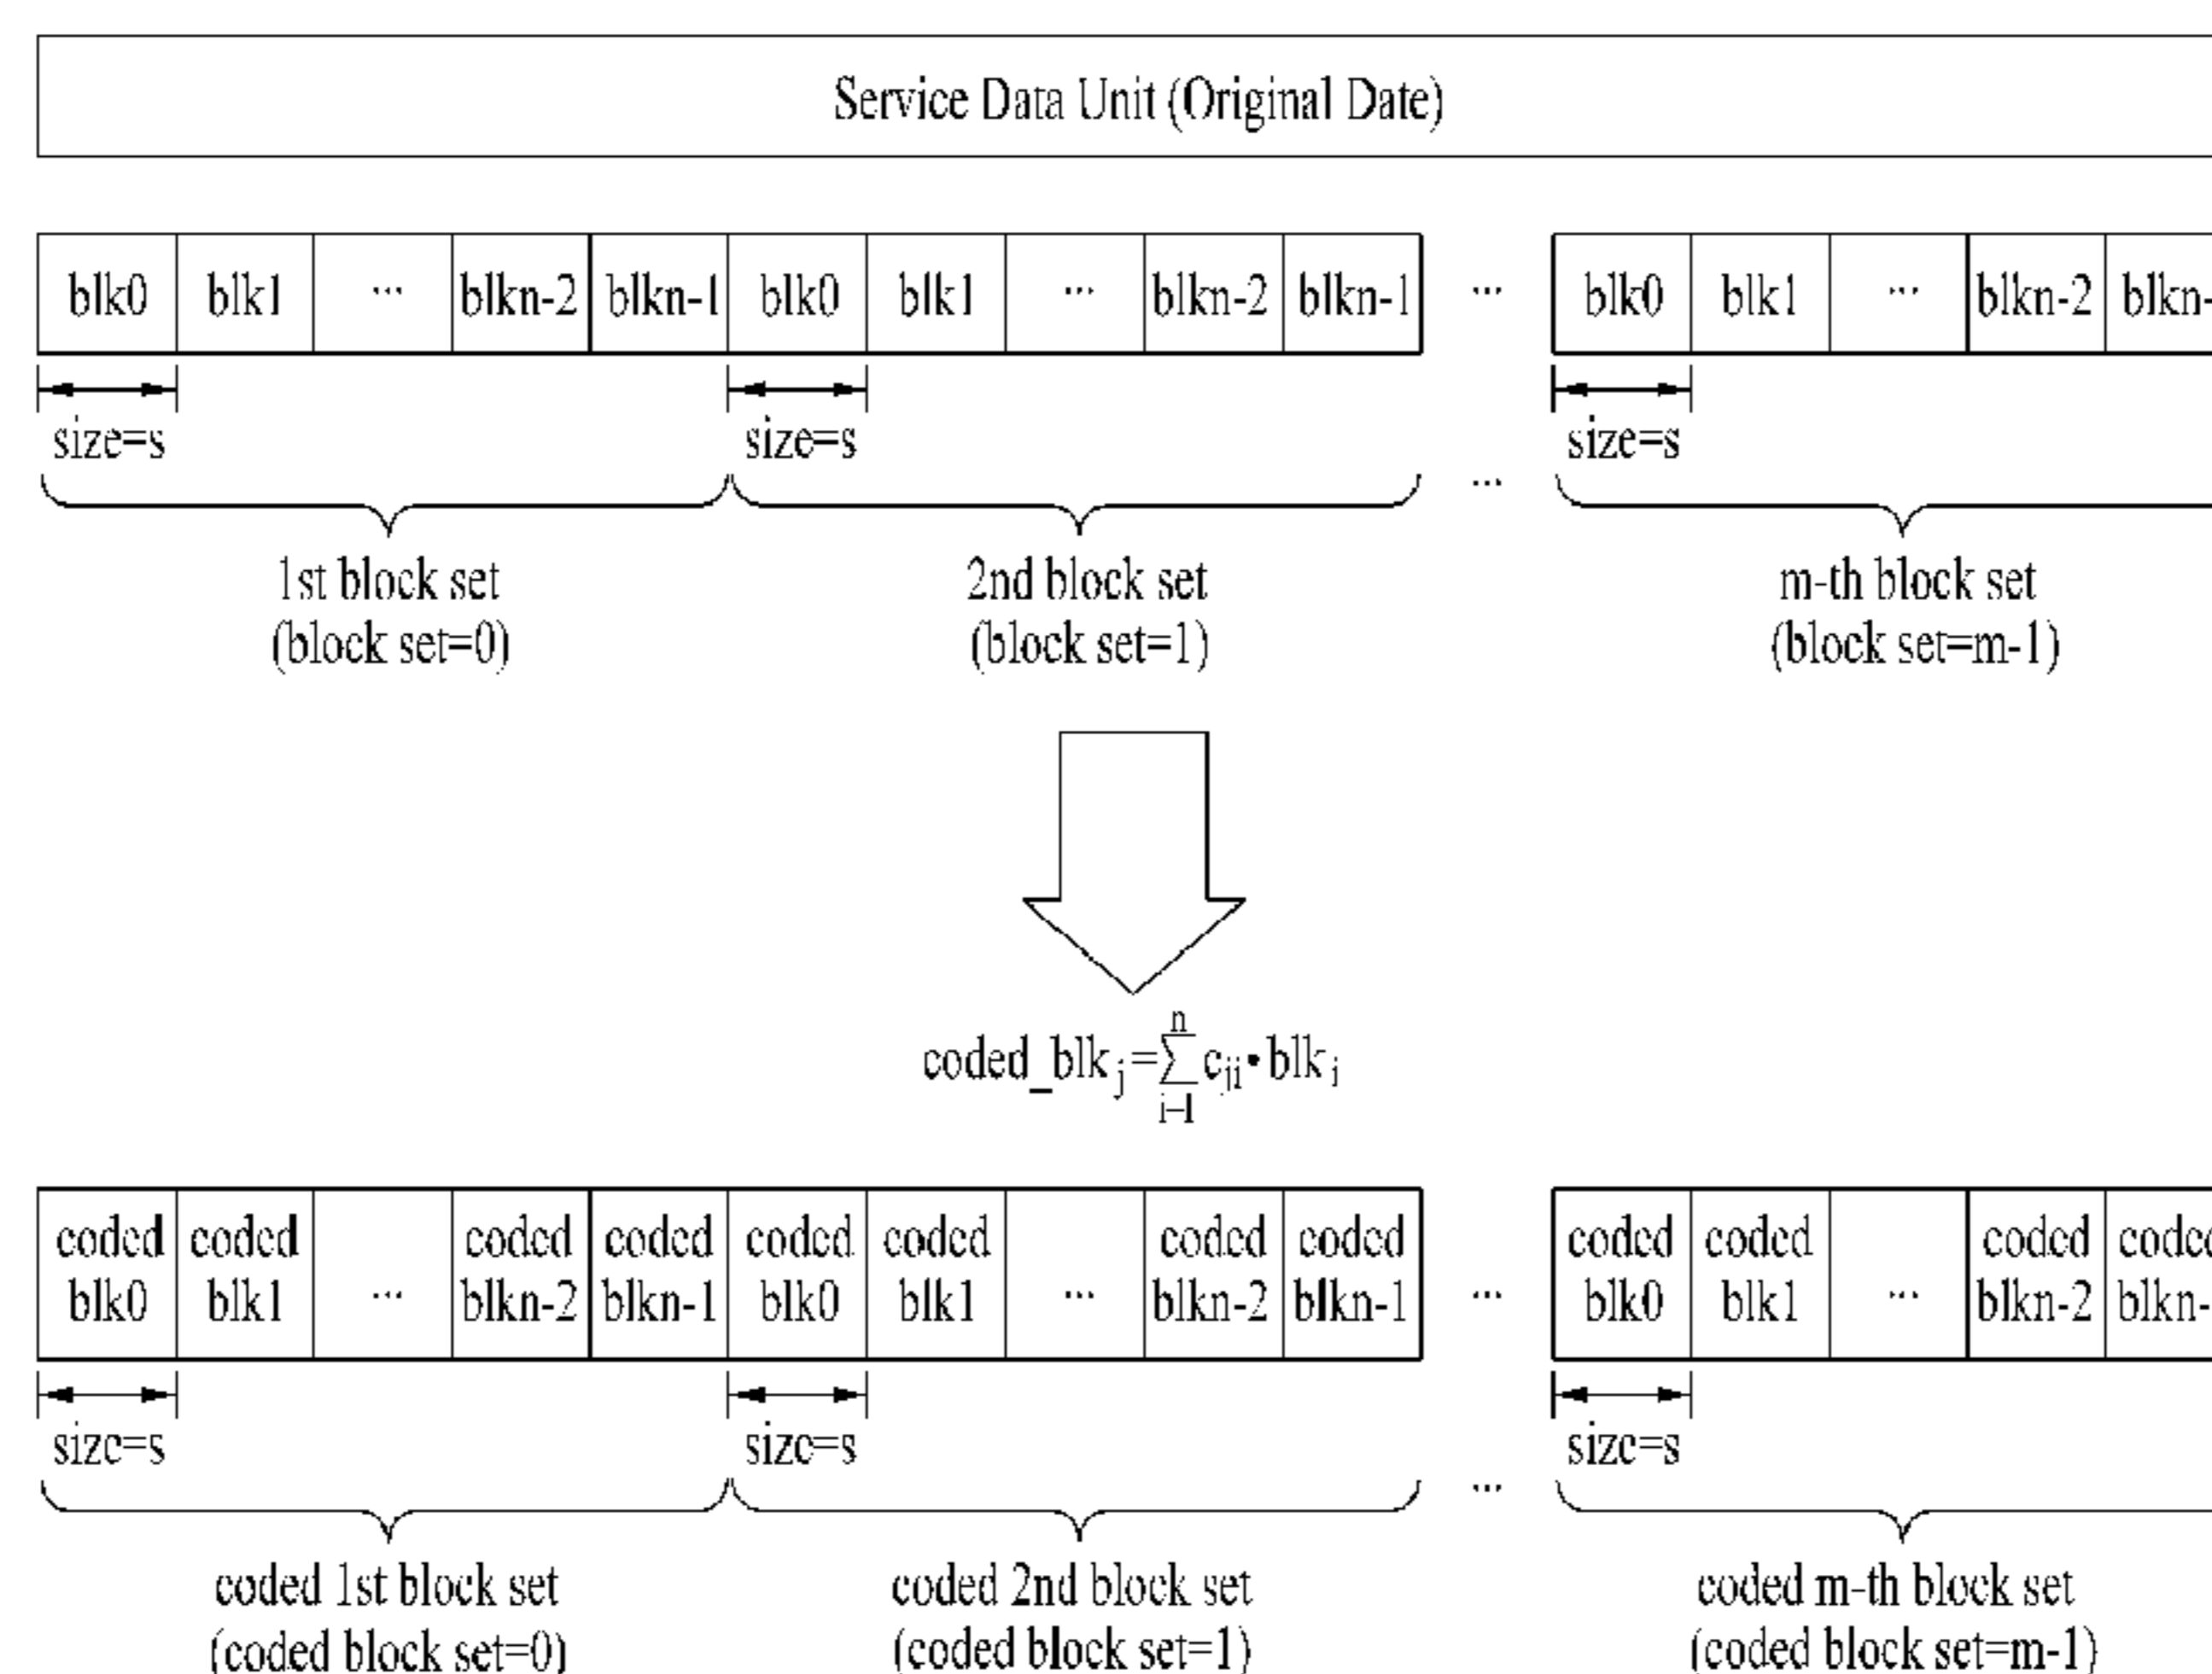 Service Data Unit (Original Date)
blk0 blk1 ... blkn-2 blkn-1 blk0 blk1 ... blkn-2 blkn-1 ... blk0 blk1 ... blkn-2 blkn-
size=s size=s size=s
...
1st block set 2nd block set m-th block set
(block set=0) (block set=1) (block set=m-1)
coded_blk j = n ∑ i=1 c ji • blk i
coded coded coded coded coded coded coded coded coded coded coded
blk0 blk1 ... blkn-2 blkn-1 blk0 blk1 ... blkn-2 blkn-1 ... blk0 blk1 ... blkn-2 blkn-
size=s size=s size=s
...
coded 1st block set coded 2nd block set coded m-th block set
(coded block set=0) (coded block set=1) (coded block set=m-1)